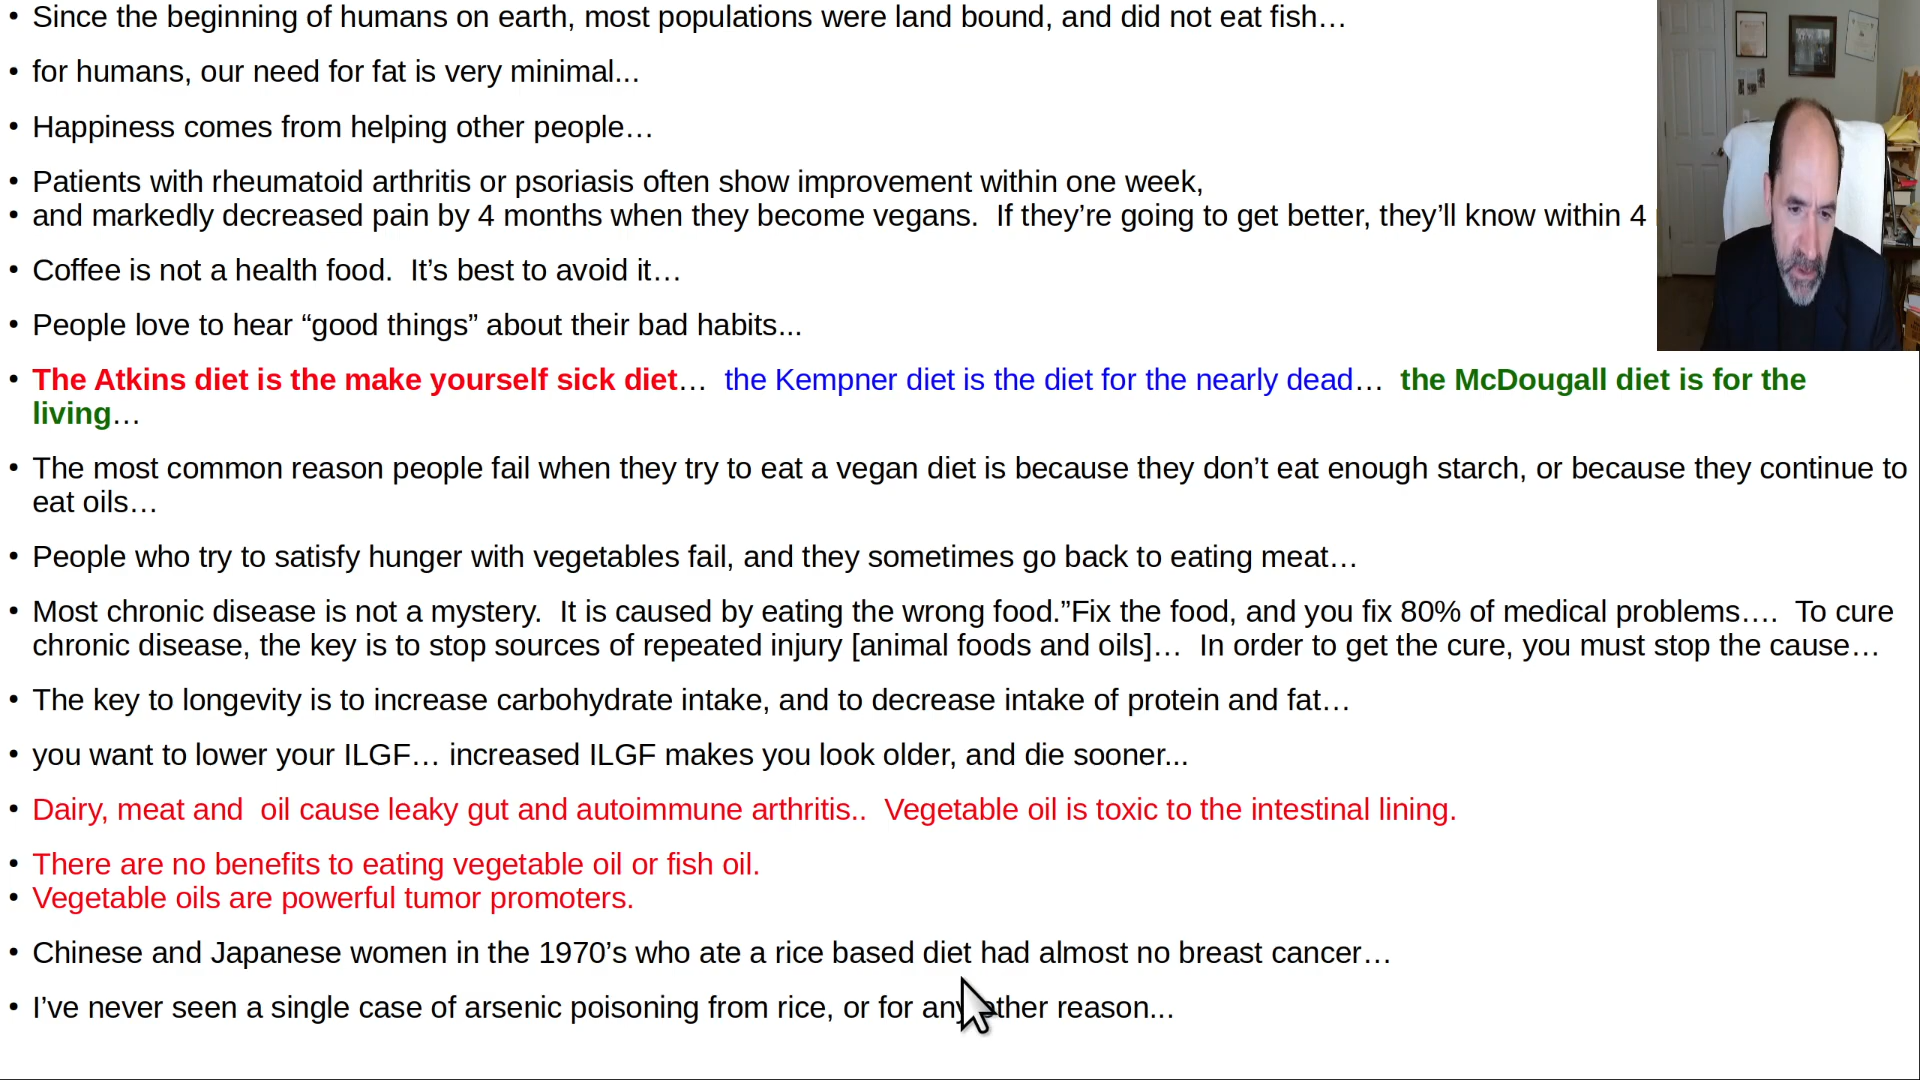 • Since the beginning of humans on earth, most populations were land bound, and did not eat fish…
• for humans, our need for fat is very minimal...
• Happiness comes from helping other people…
• Patients with rheumatoid arthritis or psoriasis often show improvement within one week,
• and markedly decreased pain by 4 months when they become vegans.  If they’re going to get better, they’ll know within 4
• Coffee is not a health food.  It’s best to avoid it…
• People love to hear “good things” about their bad habits...
• The Atkins diet is the make yourself sick diet…  the Kempner diet is the diet for the nearly dead…  the McDougall diet is for the
living…
• The most common reason people fail when they try to eat a vegan diet is because they don’t eat enough starch, or because they continue to
eat oils…
• People who try to satisfy hunger with vegetables fail, and they sometimes go back to eating meat…
• Most chronic disease is not a mystery.  It is caused by eating the wrong food.”Fix the food, and you fix 80% of medical problems….  To cure
chronic disease, the key is to stop sources of repeated injury [animal foods and oils]…  In order to get the cure, you must stop the cause…
• The key to longevity is to increase carbohydrate intake, and to decrease intake of protein and fat…
• you want to lower your ILGF… increased ILGF makes you look older, and die sooner...
• Dairy, meat and  oil cause leaky gut and autoimmune arthritis..  Vegetable oil is toxic to the intestinal lining.
• There are no benefits to eating vegetable oil or fish oil.
• Vegetable oils are powerful tumor promoters.
• Chinese and Japanese women in the 1970’s who ate a rice based diet had almost no breast cancer…
• I’ve never seen a single case of arsenic poisoning from rice, or for any other reason...